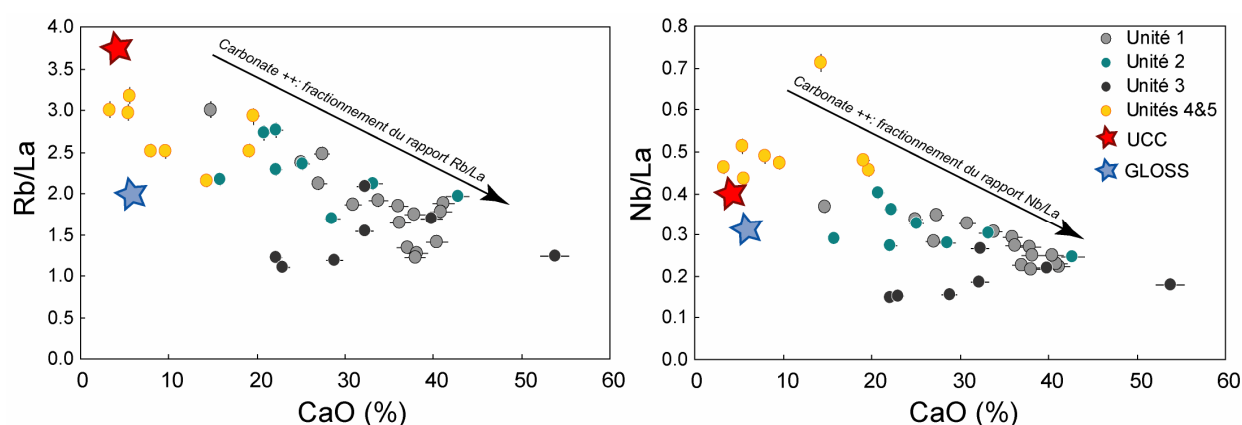 4.0
3.5
3.0
2.5
2.0
1.5
1.0
0.5
0.0
Rb/La
Carbonate ++: fractionnement du rapport Rb/La
0 10 20 30 40 50 60
CaO (%)
0.8
0.7
0.6
0.5
0.4
0.3
0.2
0.1
0.0
Nb/La
Carbonate ++: fractionnement du rapport Nb/La
Unité 1
Unité 2
Unité 3
Unités 4&5
UCC
GLOSS
0 10 20 30 40 50 60
CaO (%)